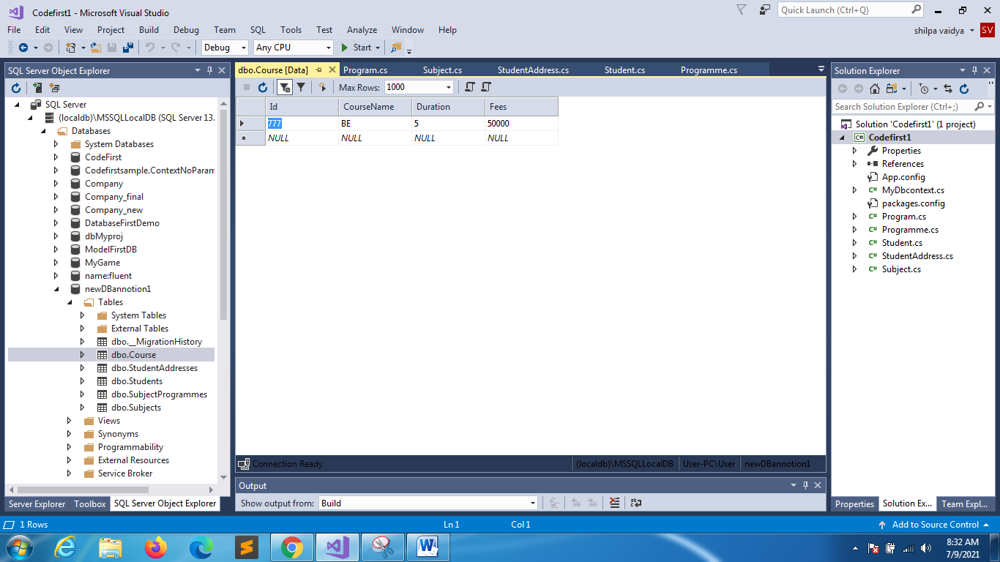 Codefirst1 - Microsoft Visual Studio
Quick Launch (Ctrl+Q)
File Edit View Project Build Debug Team SQL Tools Test Analyze Window Help
shilpa vaidya SV
Debug Any CPU Start
SQL Server Object Explorer
SQL Server
(localdb)\MSSQLLocalDB (SQL Server 13.
Databases
System Databases
CodeFirst
Codefirstsample.ContextNoParam
Company
Company_final
Company_new
DatabaseFirstDemo
dbMyproj
ModelFirstDB
MyGame
name:fluent
newDBannotion1
Tables
System Tables
External Tables
dbo.__MigrationHistory
dbo.Course
dbo.StudentAddresses
dbo.Students
dbo.SubjectProgrammes
dbo.Subjects
Views
Synonyms
Programmability
External Resources
Service Broker
Server Explorer Toolbox SQL Server Object Explorer
dbo.Course [Data] Program.cs Subject.cs StudentAddress.cs Student.cs Programme.cs
Max Rows: 1000
Id CourseName Duration Fees
777 BE 5 50000
NULL NULL NULL NULL
Connection Ready (localdb)\MSSQLLocalDB User-PC\User newDBannotion1
Output
Show output from: Build
Solution Explorer
Search Solution Explorer (Ctrl+;)
Solution 'Codefirst1' (1 project)
Codefirst1
Properties
References
App.config
MyDbcontext.cs
packages.config
Program.cs
Programme.cs
Student.cs
StudentAddress.cs
Subject.cs
Properties Solution Ex... Team Expl...
1 Rows Ln 1 Col 1 Add to Source Control
8:32 AM
7/9/2021